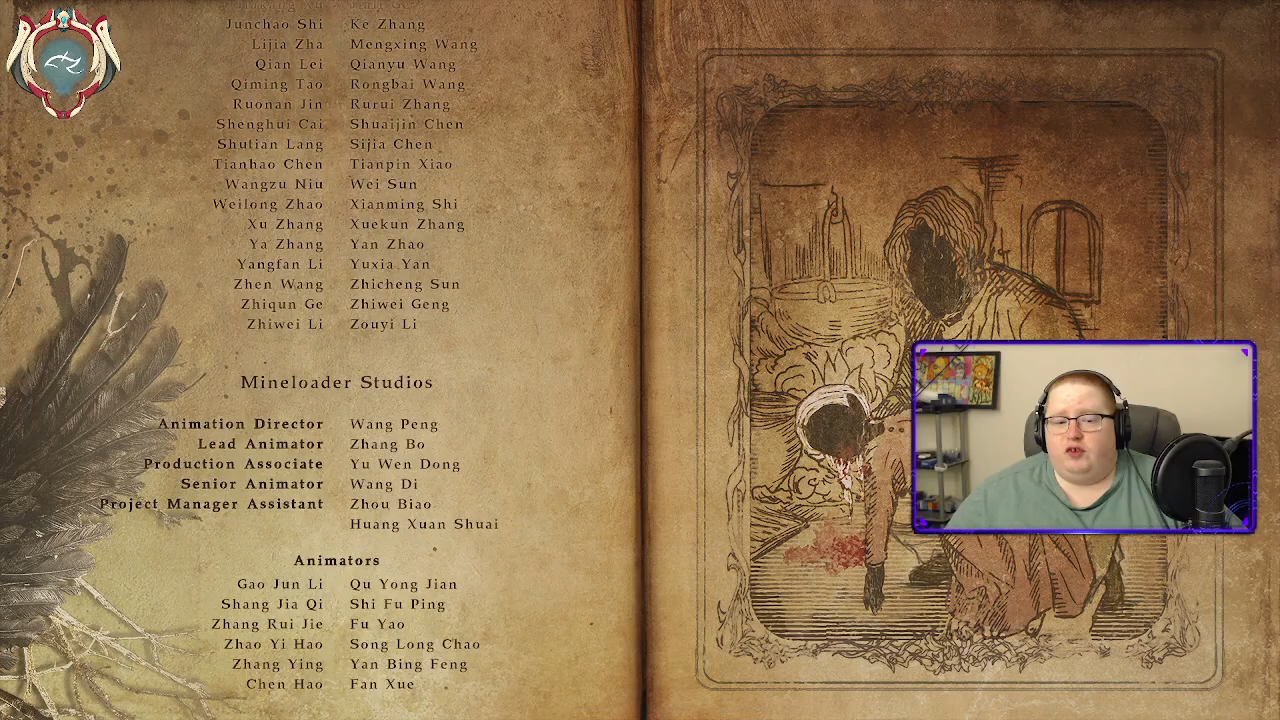 Junchao Shi Ke Zhang
Lijia Zha Mengxing Wang
Qian Lei Qianyu Wang
Qiming Tao Rongbai Wang
Ruonan Jin Rurui Zhang
Shenghui Cai Shuaijin Chen
Shutian Lang Sijia Chen
Tianhao Chen Tianpin Xiao
Wangzu Niu Wei Sun
Weilong Zhao Xianming Shi
Xu Zhang Xuekun Zhang
Ya Zhang Yan Zhao
Yangfan Li Yuxia Yan
Zhen Wang Zhicheng Sun
Zhiqun Ge Zhiwei Geng
Zhiwei Li Zouyi Li
Mineloader Studios
Animation Director Wang Peng
Lead Animator Zhang Bo
Production Associate Yu Wen Dong
Senior Animator Wang Di
Project Manager Assistant Zhou Biao
Huang Xuan Shuai
Animators
Gao Jun Li Qu Yong Jian
Shang Jia Qi Shi Fu Ping
Zhang Rui Jie Fu Yao
Zhao Yi Hao Song Long Chao
Zhang Ying Yan Bing Feng
Chen Hao Fan Xue